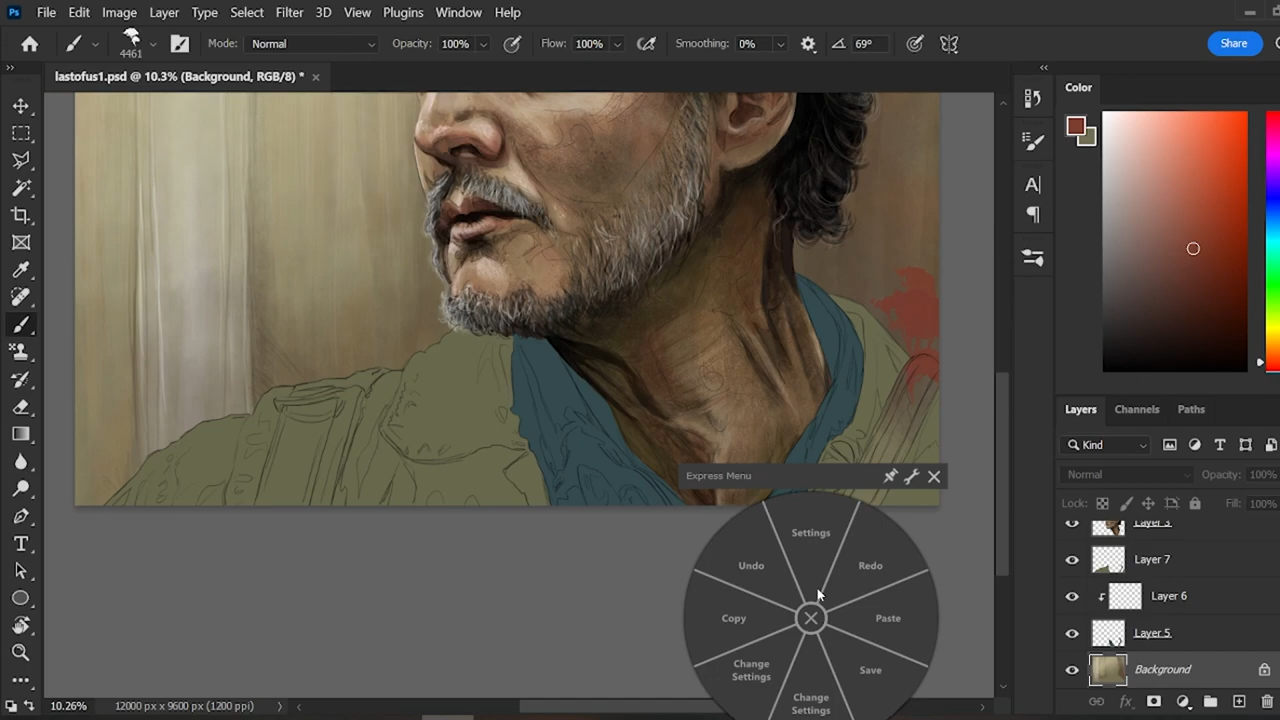 Ps File Edit Image Layer Type Select Filter 3D View Plugins Window Help
4461 Mode: Normal Opacity: 100% Flow: 100% Smoothing: 0% 69° Share
lastofus1.psd @ 10.3% (Background, RGB/8) *
Color
Express Menu
Settings
Undo
Redo
Copy
Paste
Change
Settings
Save
Change
Settings
Layers Channels Paths
Kind
Normal Opacity: 100%
Lock: Fill: 100%
Layer 3
Layer 7
Layer 6
Layer 5
Background
10.26% 12000 px x 9600 px (1200 ppi)